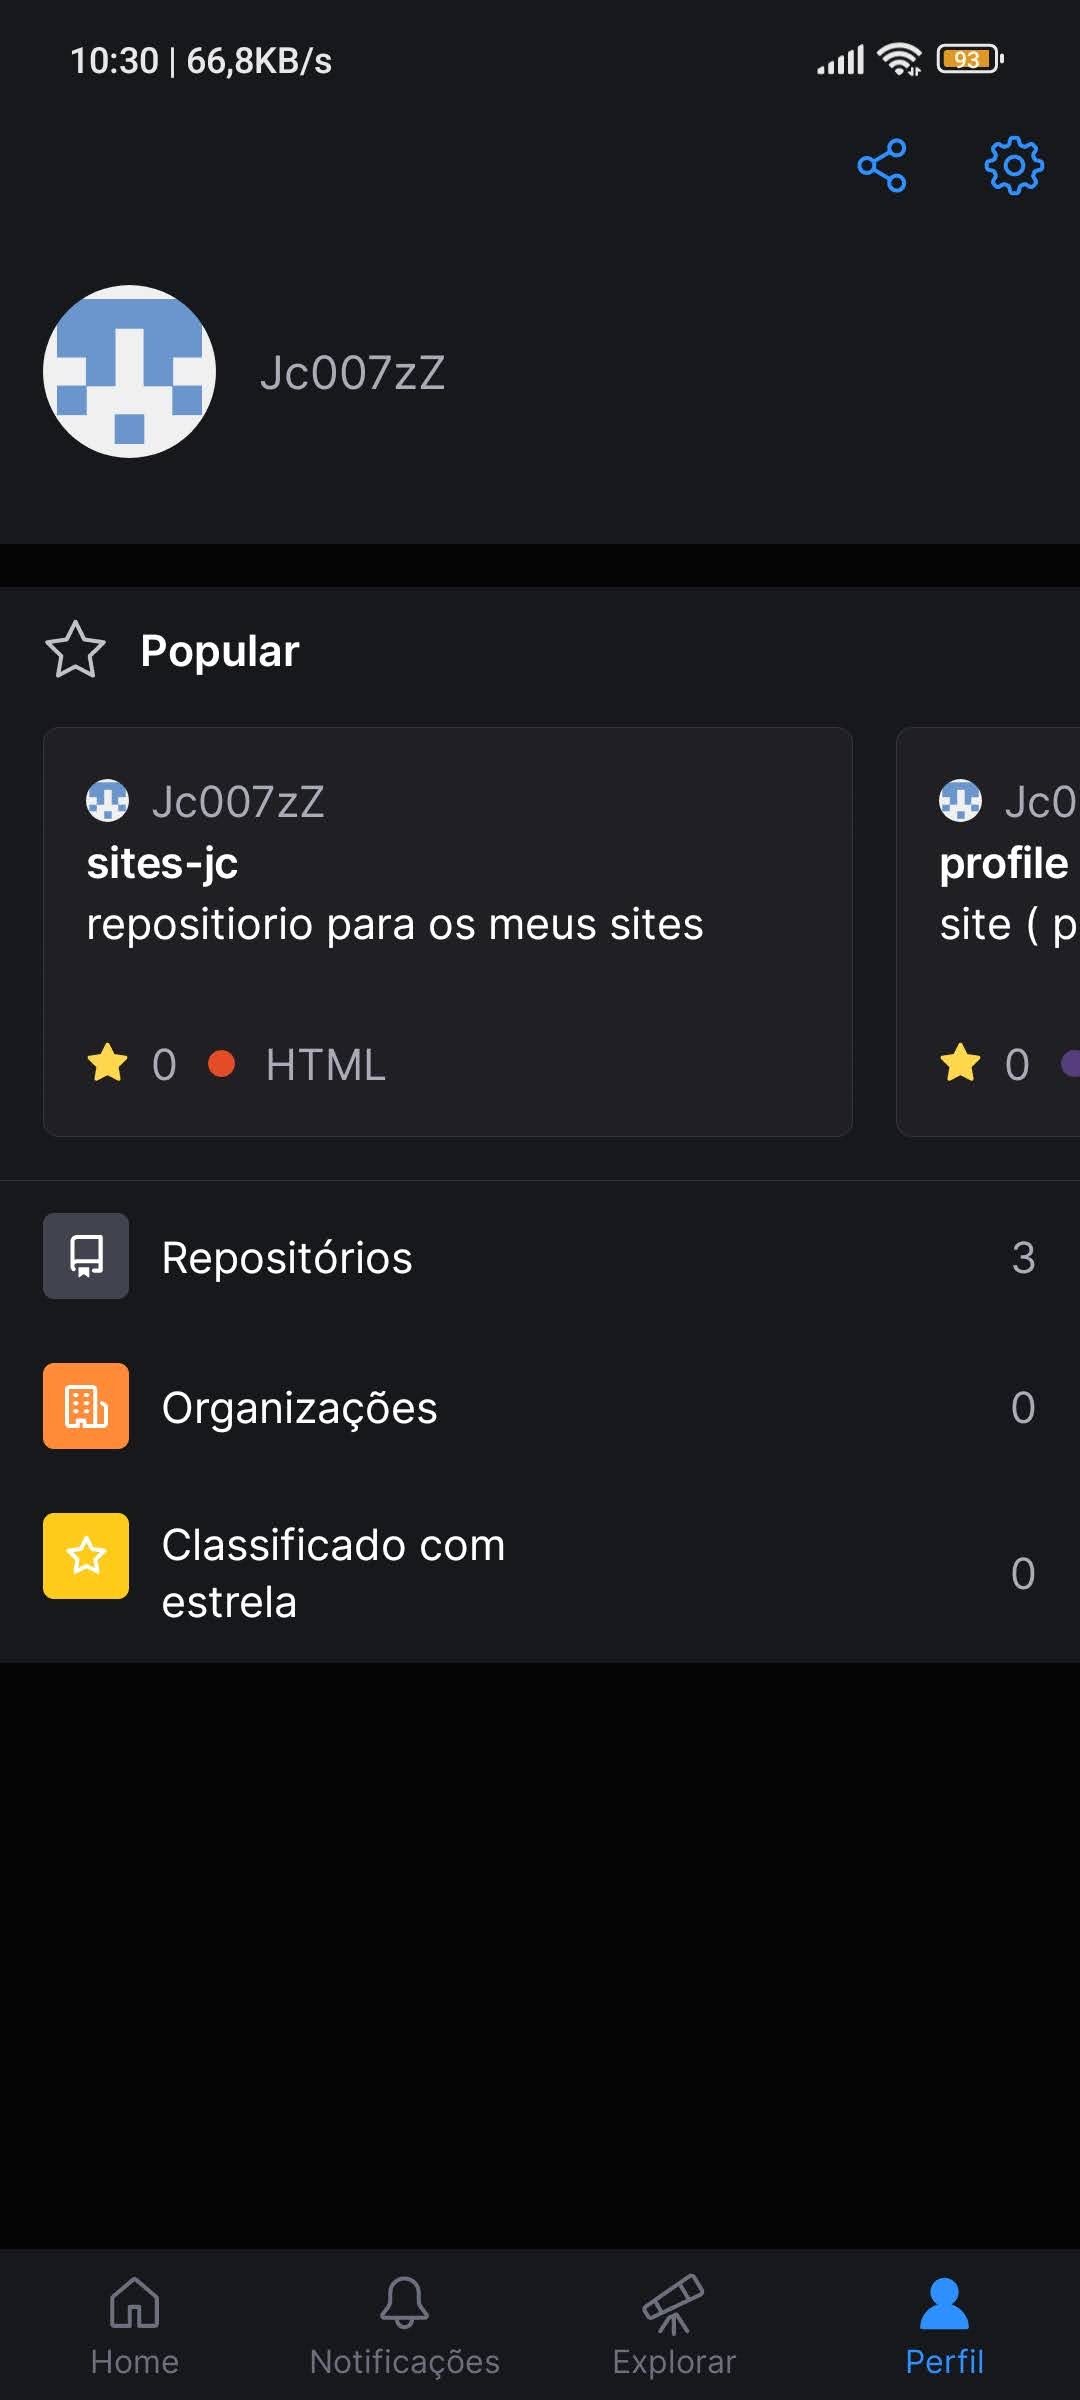 10:30 | 66,8KB/s
93
Jc007zZ
Popular
Jc007zZ
sites-jc
repositiorio para os meus sites
0 HTML
Jc0
profile
site ( p
0
Repositórios 3
Organizações 0
Classificado com
estrela
0
Home Notificações Explorar Perfil